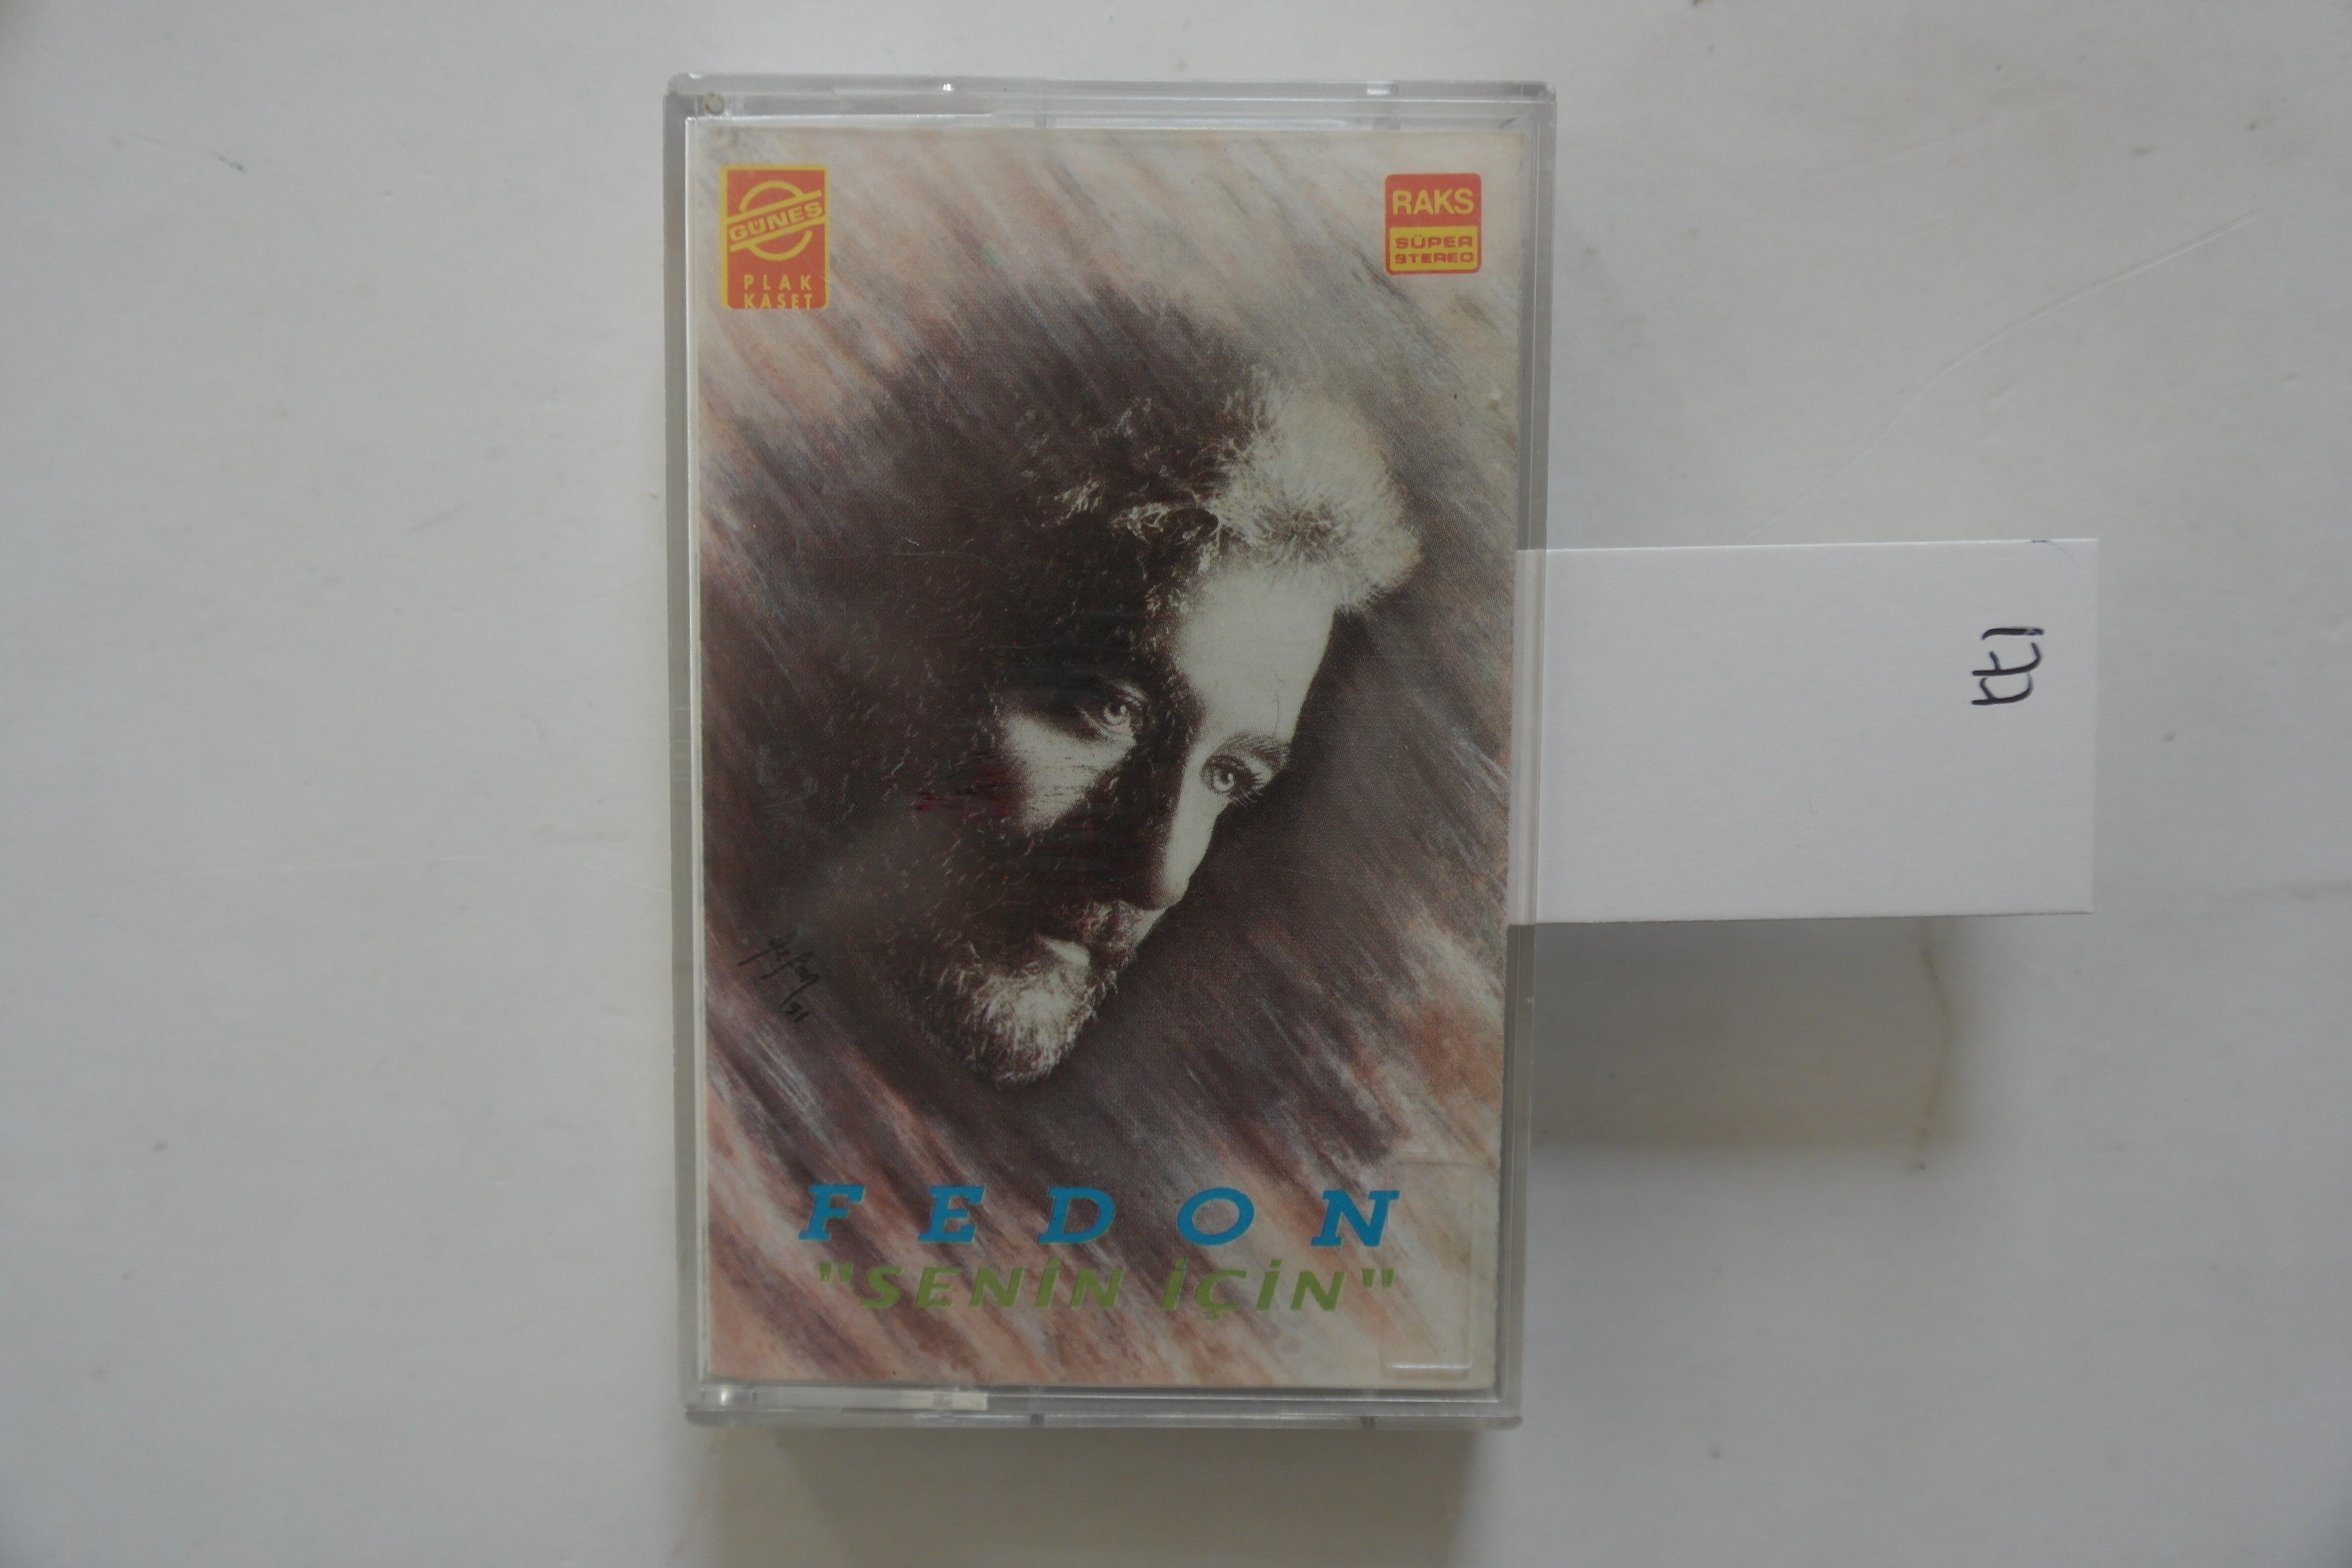 GÜNEŞ
PLAK
KASET
RAKS
SÜPER
STEREO
FEDON
"SENİN İÇİN"